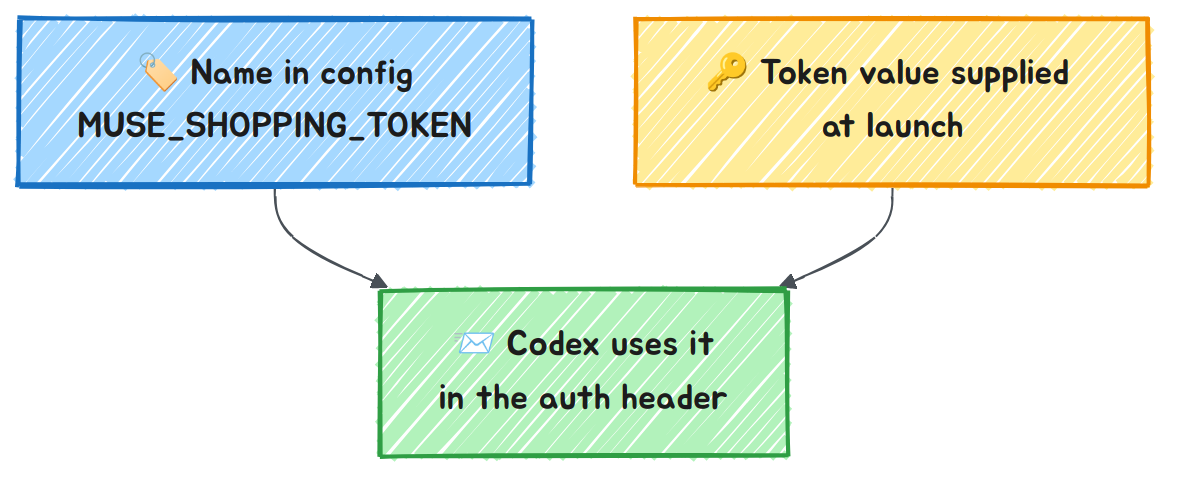 🏷️ Name in config
MUSE_SHOPPING_TOKEN
🔑 Token value supplied
at launch
📨 Codex uses it
in the auth header